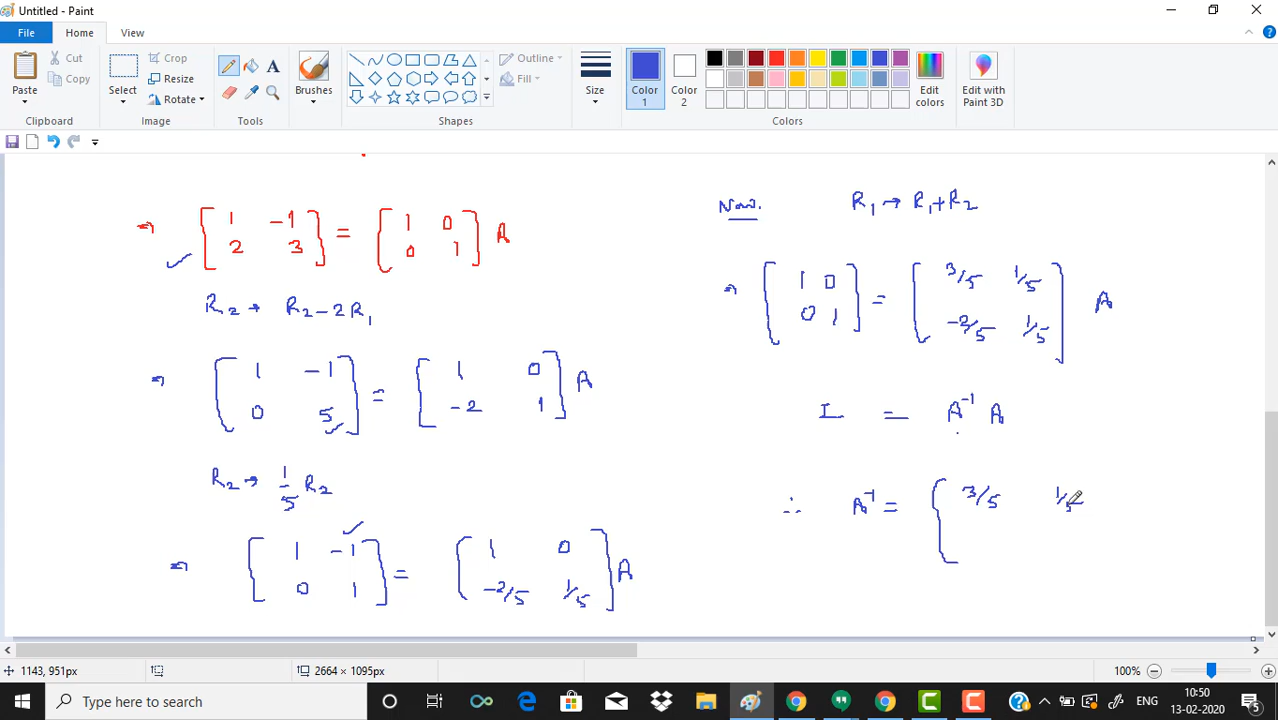 Untitled - Paint
File Home View
Paste Cut Copy Clipboard
Select Crop Resize Rotate Image
Tools
Brushes
Shapes Outline Fill
Size
Color 1 Color 2 Colors
Edit colors
Edit with Paint 3D
⇒ [ 1 -1 ] = [ 1 0 ] A
[ 2 3 ] [ 0 1 ]
R2 → R2-2R1
⇒ [ 1 -1 ] = [ 1 0 ] A
[ 0 5 ] [ -2 1 ]
R2 → 1/5 R2
⇒ [ 1 -1 ] = [ 1 0 ] A
[ 0 1 ] [ -2/5 1/5 ]
Now. R1 → R1+R2
⇒ [ 1 0 ] = [ 3/5 1/5 ] A
[ 0 1 ] [ -2/5 1/5 ]
I = A⁻¹ A
∴ A⁻¹ = [ 3/5 1/5
1143, 951px
2664 × 1095px
100%
Type here to search
ENG
10:50
13-02-2020
5